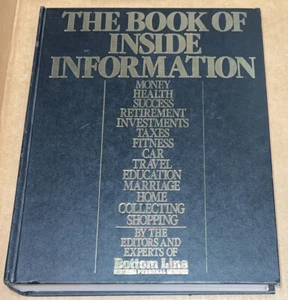 THE BOOK OF
INSIDE
INFORMATION
MONEY
HEALTH
SUCCESS
RETIREMENT
INVESTMENTS
TAXES
FITNESS
CAR
TRAVEL
EDUCATION
MARRIAGE
HOME
COLLECTING
SHOPPING
BY THE
EDITORS AND
EXPERTS OF
Bottom Line
PERSONAL